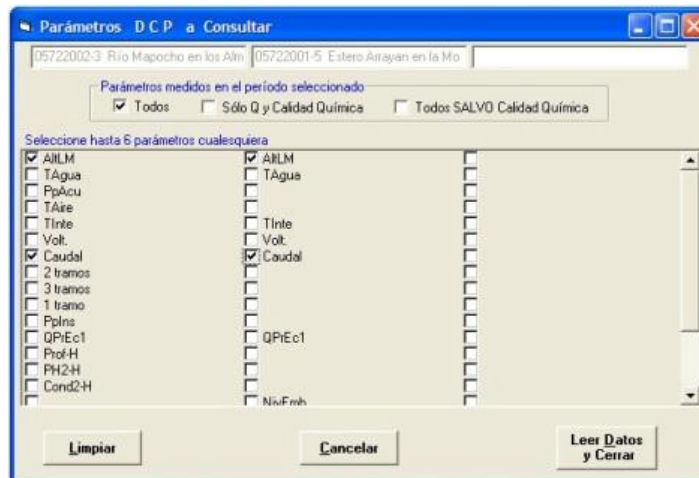 Parámetros D C P a Consultar
05722002-3 Río Mapocho en los Alm 05722001-5 Estero Arrayan en la Mo
Parámetros medidos en el período seleccionado
Todos Sólo Q y Calidad Química Todos SALVO Calidad Química
Seleccione hasta 6 parámetros cualesquiera
AltLM AltLM
TAgua TAgua
PpAcu
TAire
TInte TInte
Volt. Volt.
Caudal Caudal
2 tramos
3 tramos
1 tramo
PpIns
QPrEc1 QPrEc1
Prof-H
PH2-H
Cond2-H
NivEmb
Limpiar Cancelar Leer Datos
y Cerrar